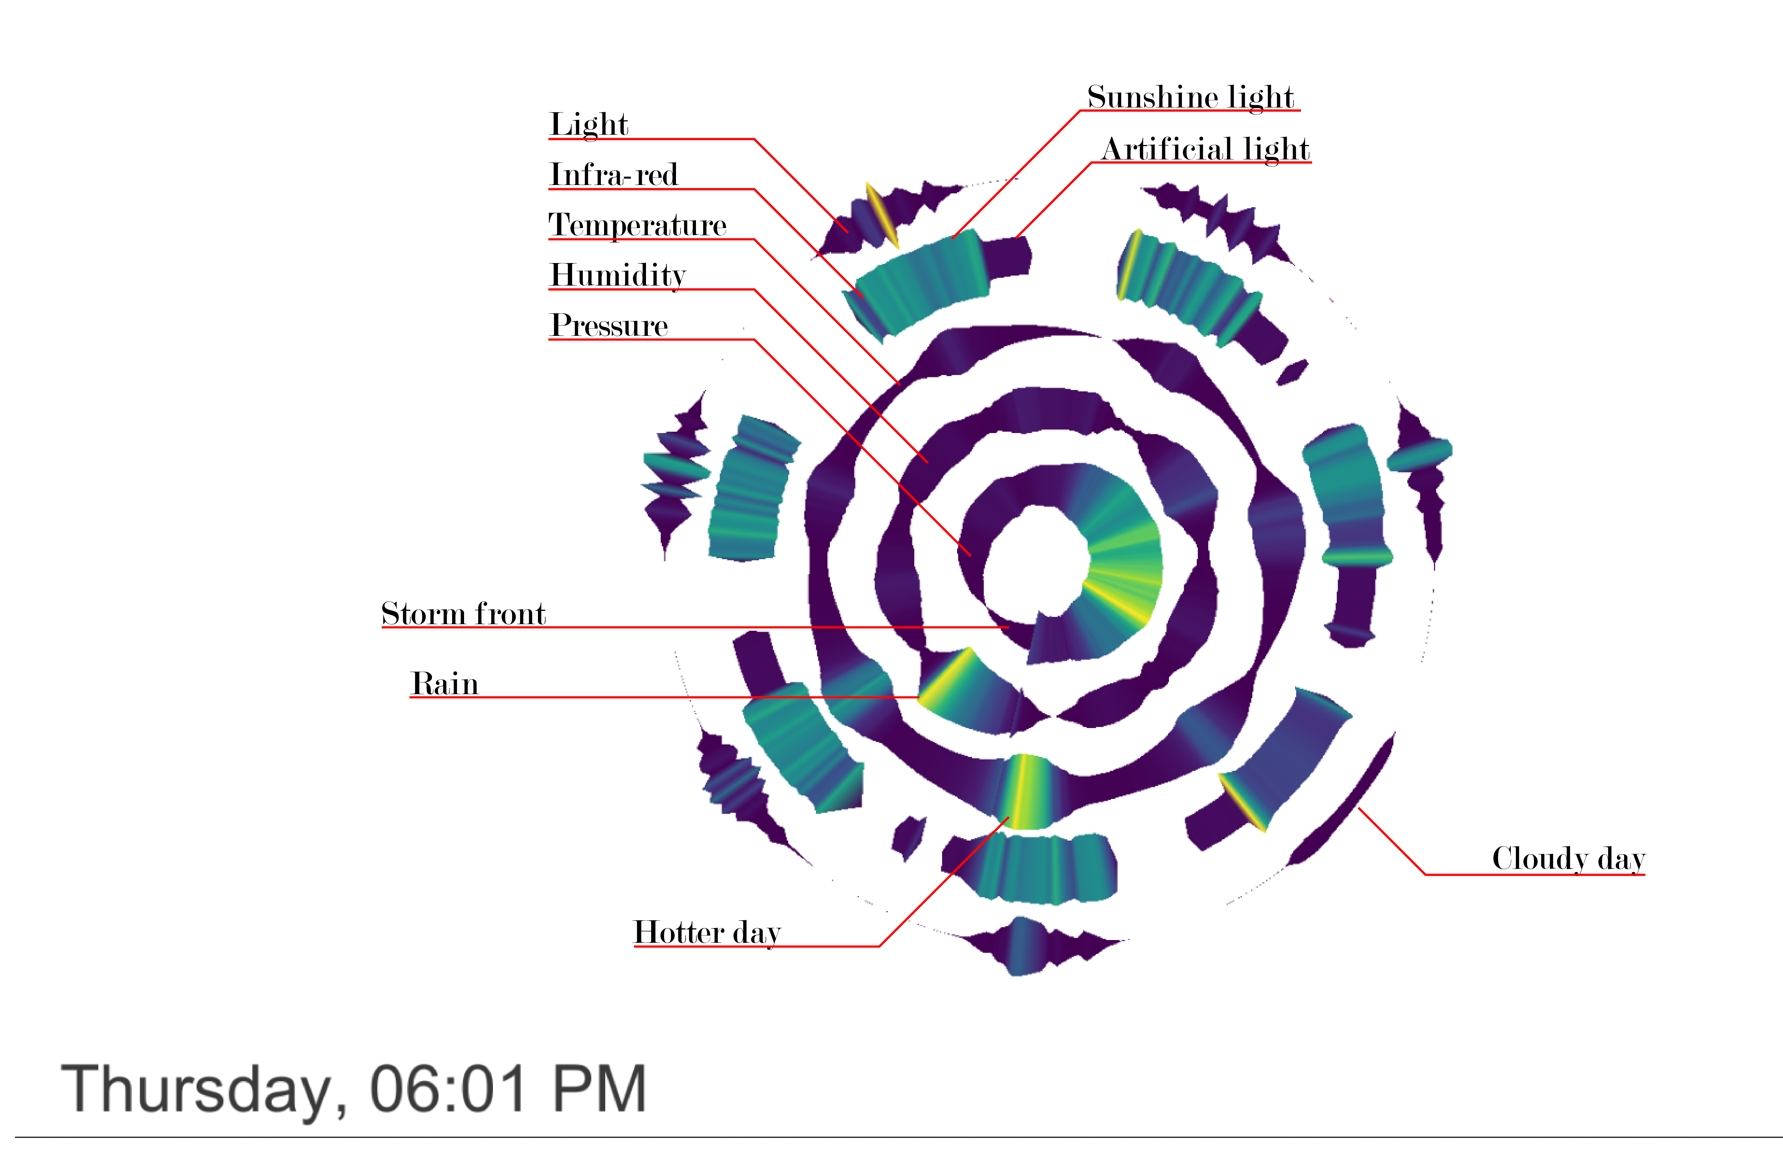 Light
Infra-red
Temperature
Humidity
Pressure
Sunshine light
Artificial light
Storm front
Rain
Hotter day
Cloudy day
Thursday, 06:01 PM